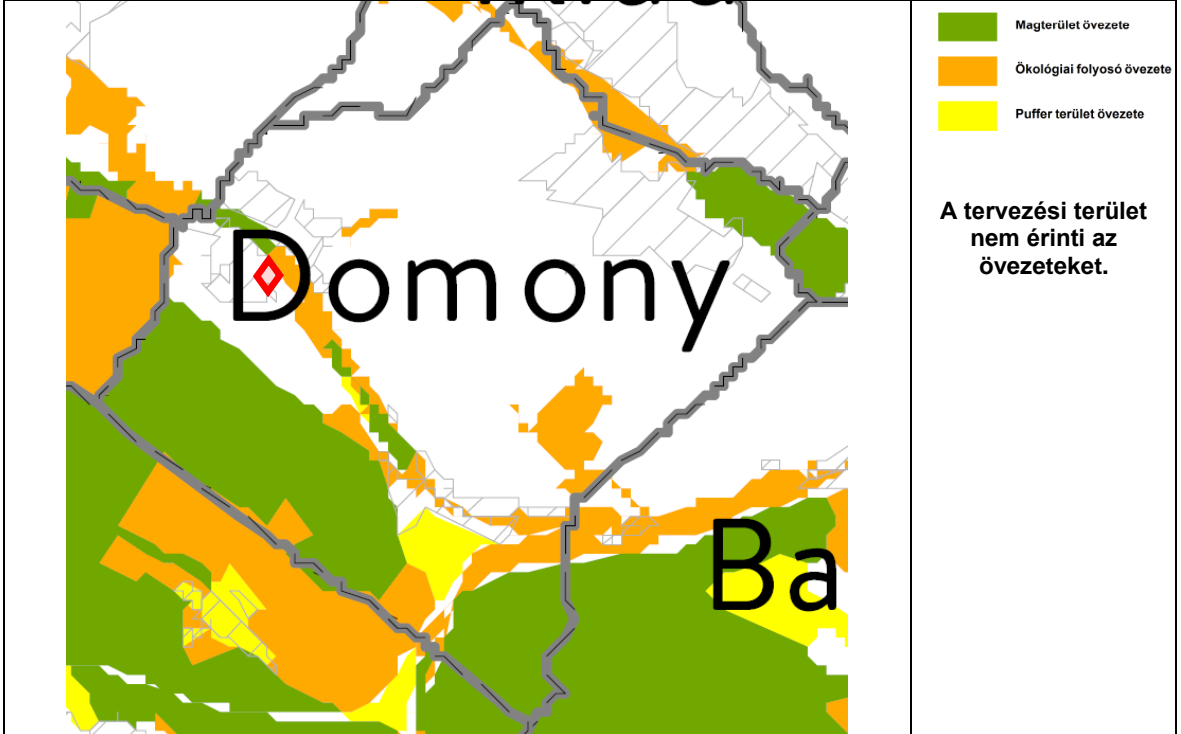 Domony
Ba
Magterület övezete
Ökológiai folyosó övezete
Puffer terület övezete
A tervezési terület
nem érinti az
övezeteket.